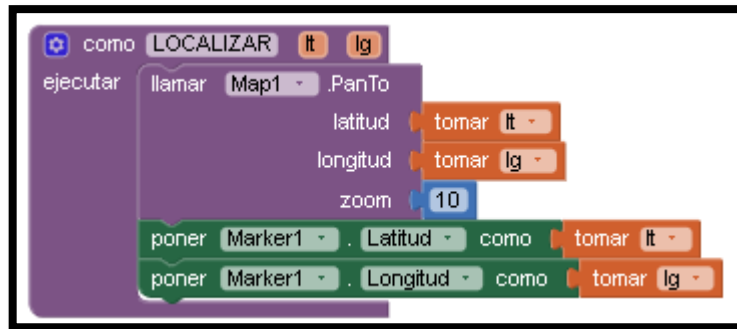 como LOCALIZAR lt lg
ejecutar llamar Map1 .PanTo
latitud tomar lt
longitud tomar lg
zoom 10
poner Marker1 . Latitud como tomar lt
poner Marker1 . Longitud como tomar lg